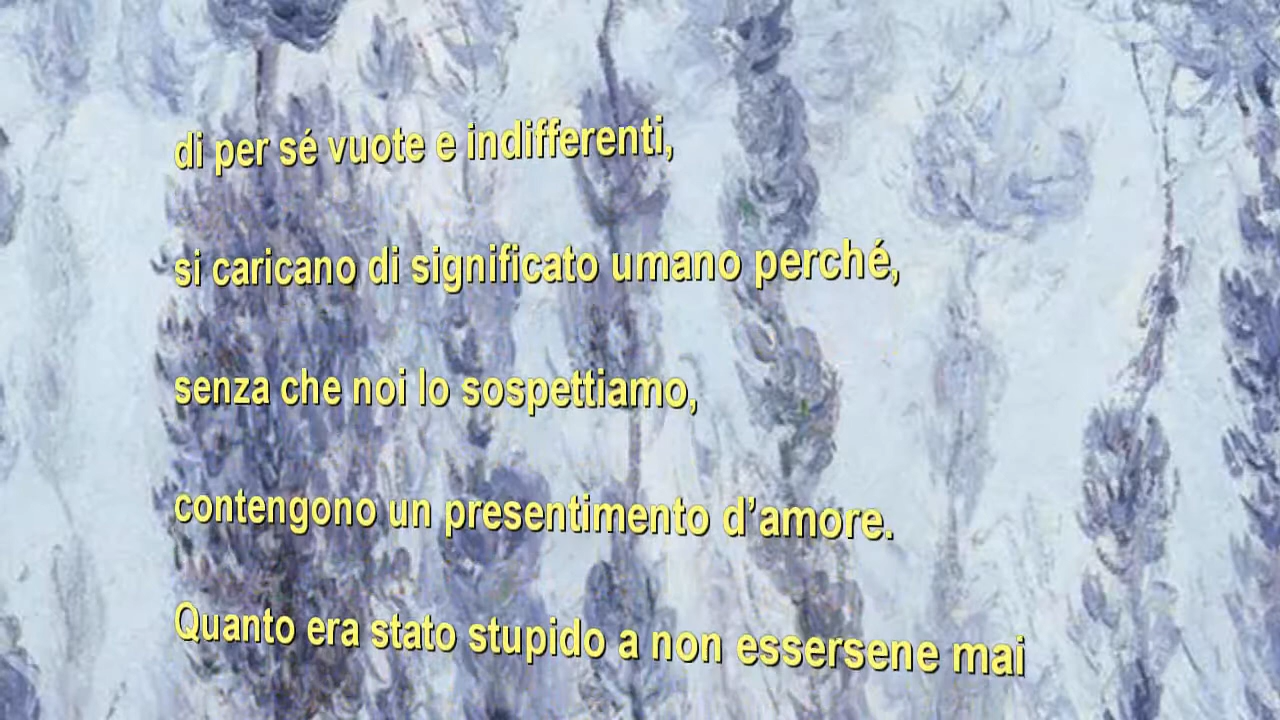 di per sé vuote e indifferenti,
si caricano di significato umano perché,
senza che noi lo sospettiamo,
contengono un presentimento d’amore.
Quanto era stato stupido a non essersene mai